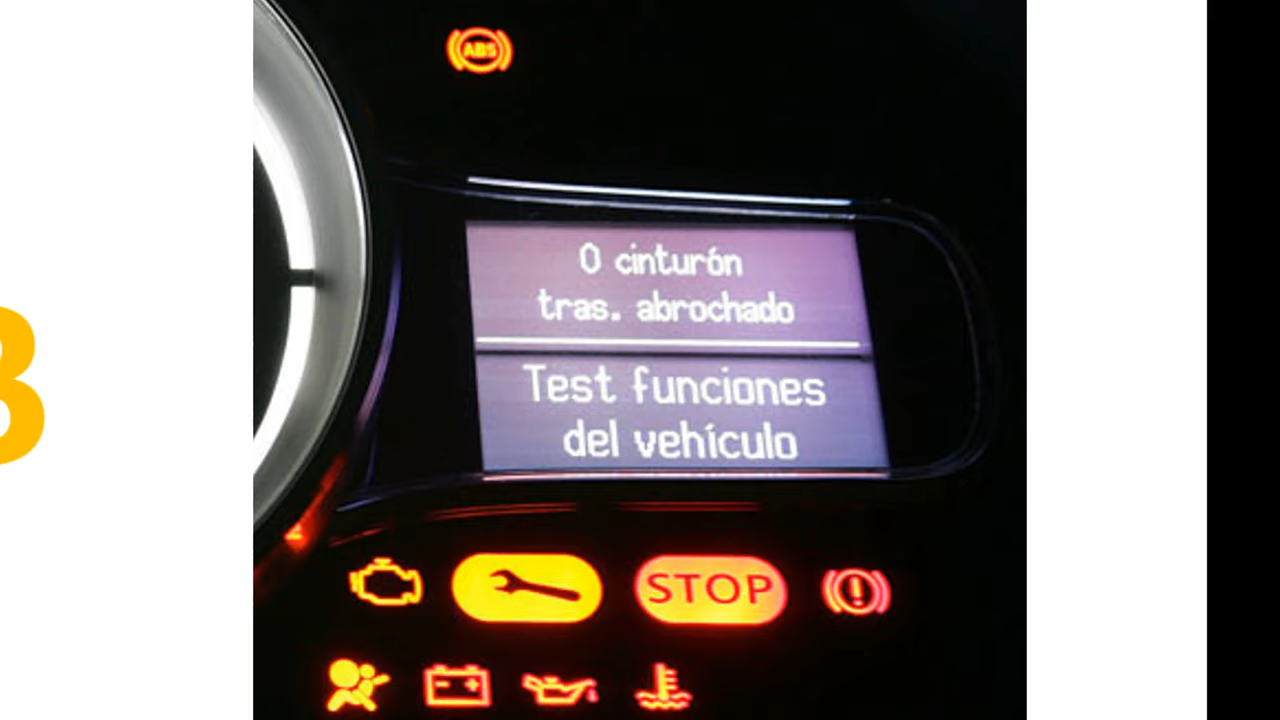 ABS
0 cinturón
tras. abrochado
Test funciones
del vehículo
STOP